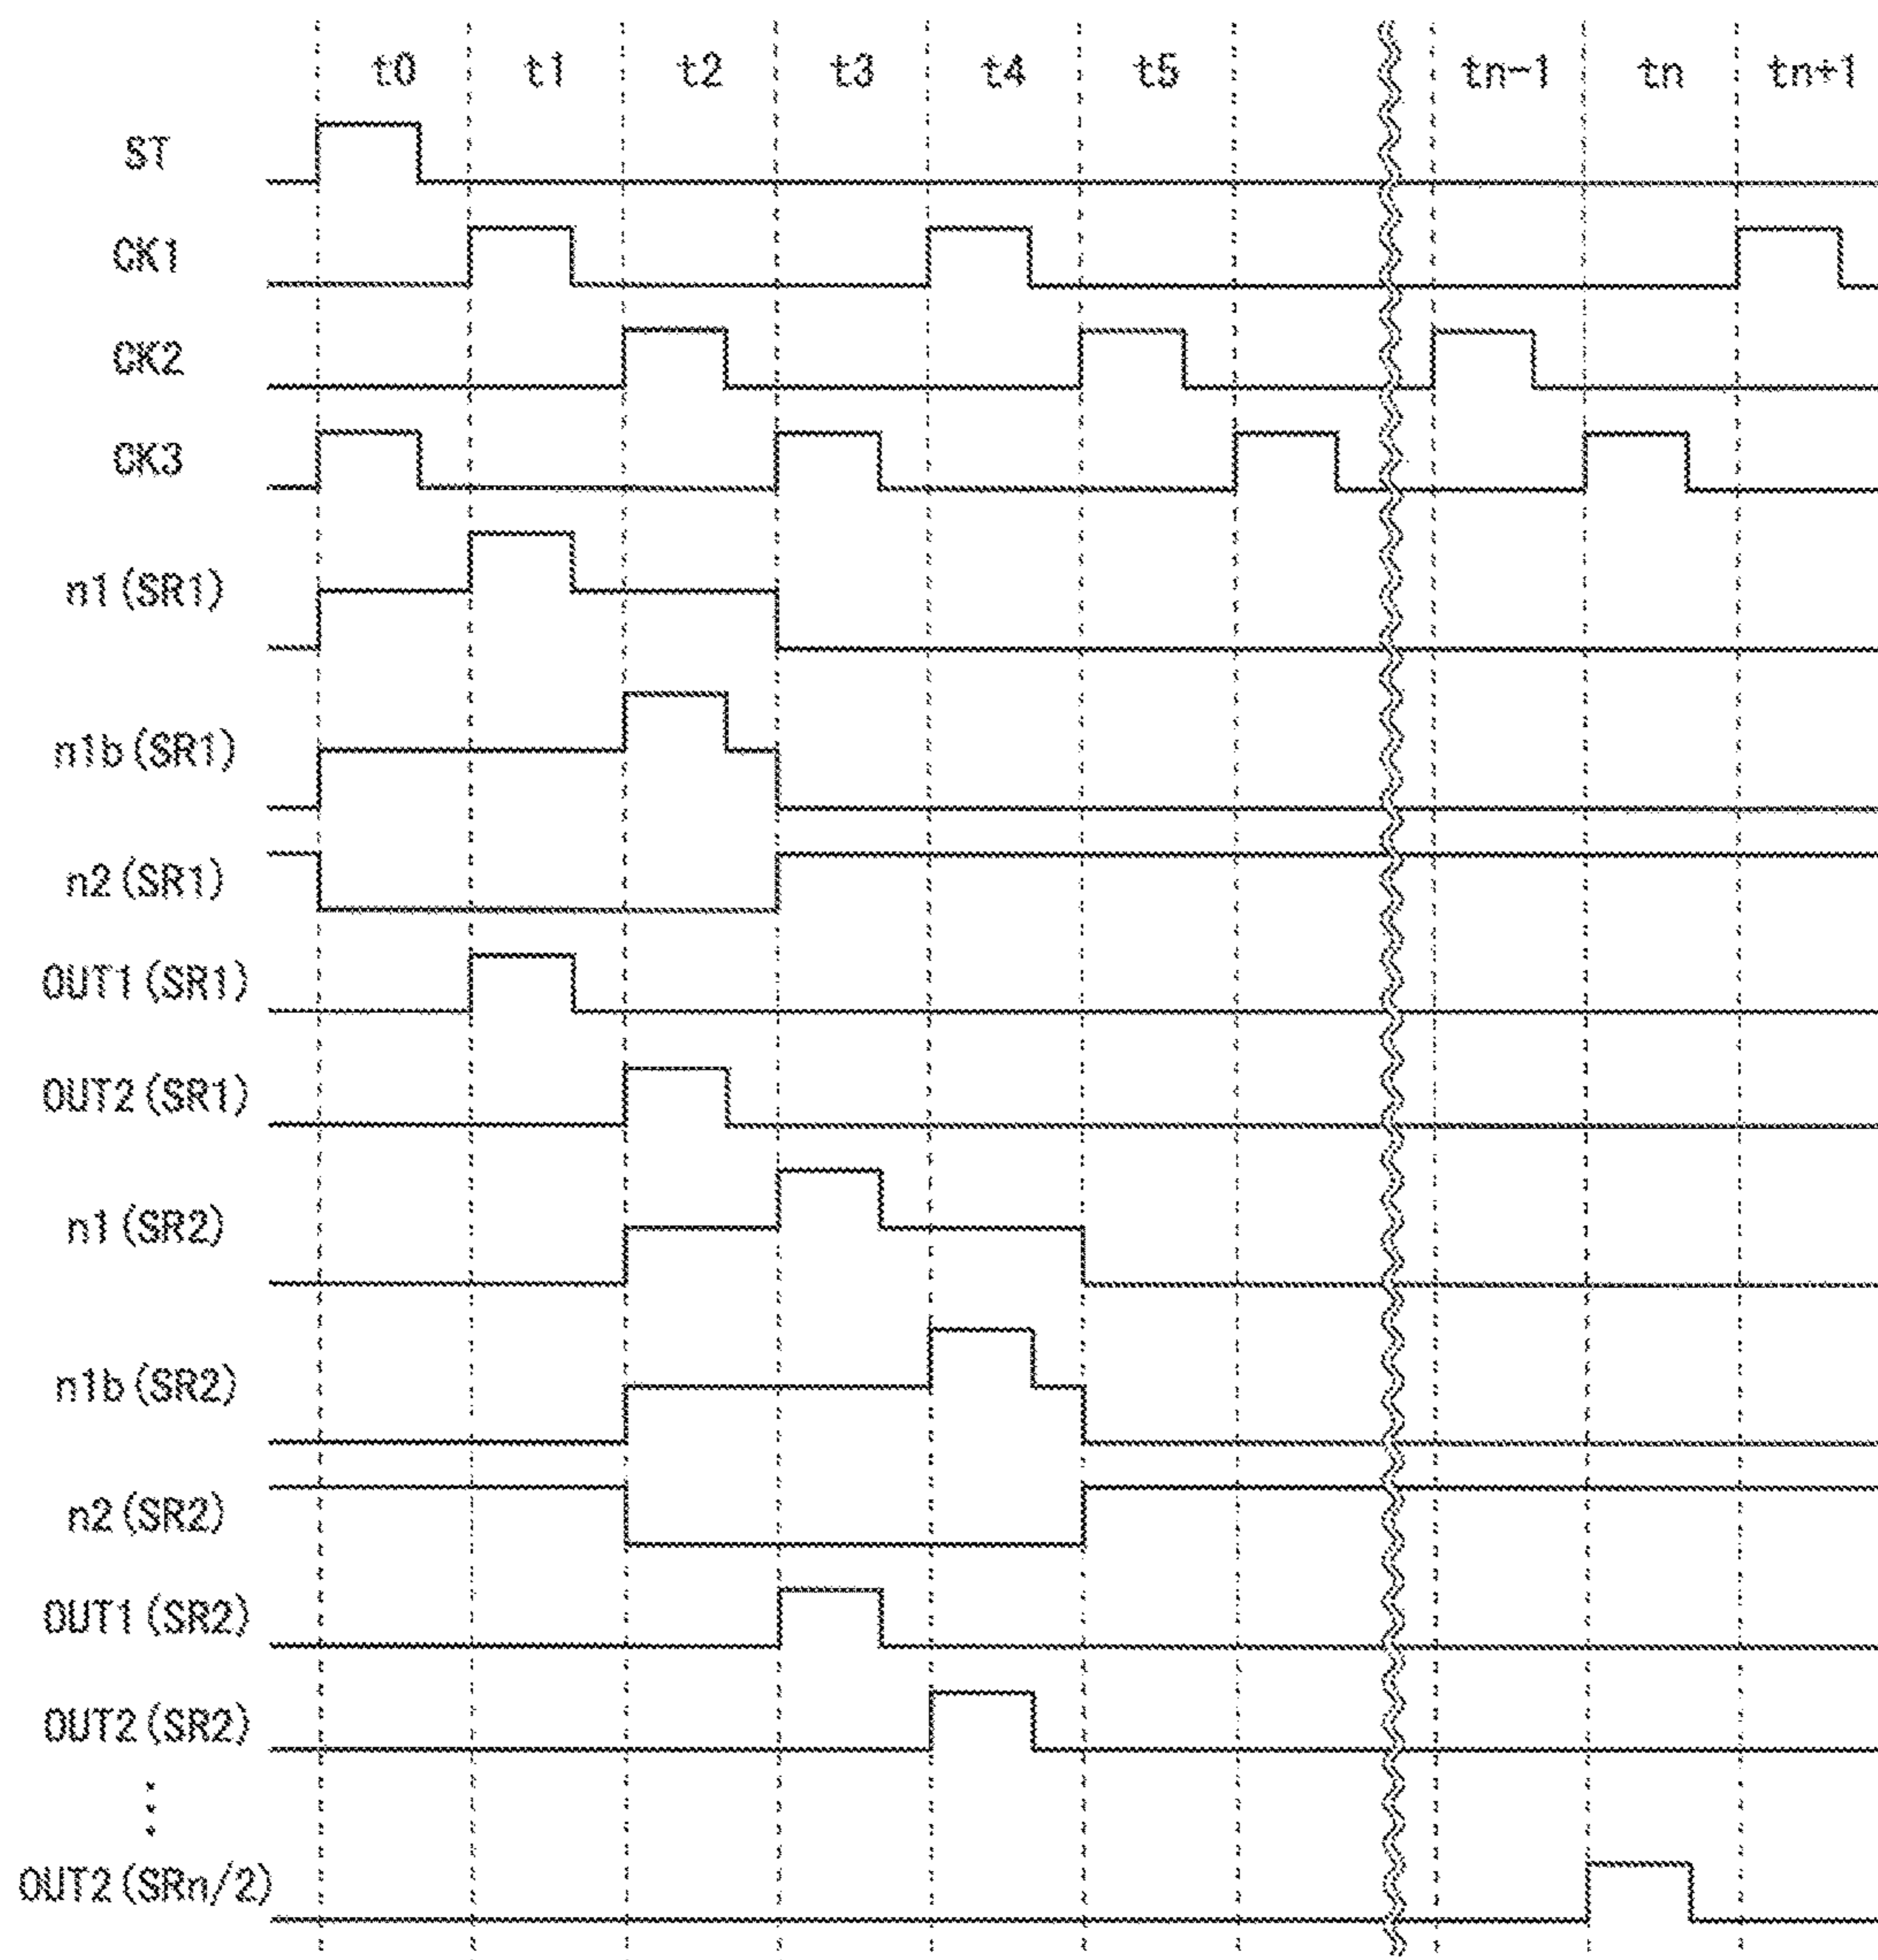 t0 t1 t2 t3 t4 t5 tn-1 tn tn+1
ST
CK1
CK2
CK3
n1(SR1)
n1b(SR1)
n2(SR1)
OUT1(SR1)
OUT2(SR1)
n1(SR2)
n1b(SR2)
n2(SR2)
OUT1(SR2)
OUT2(SR2)
OUT2(SRn/2)